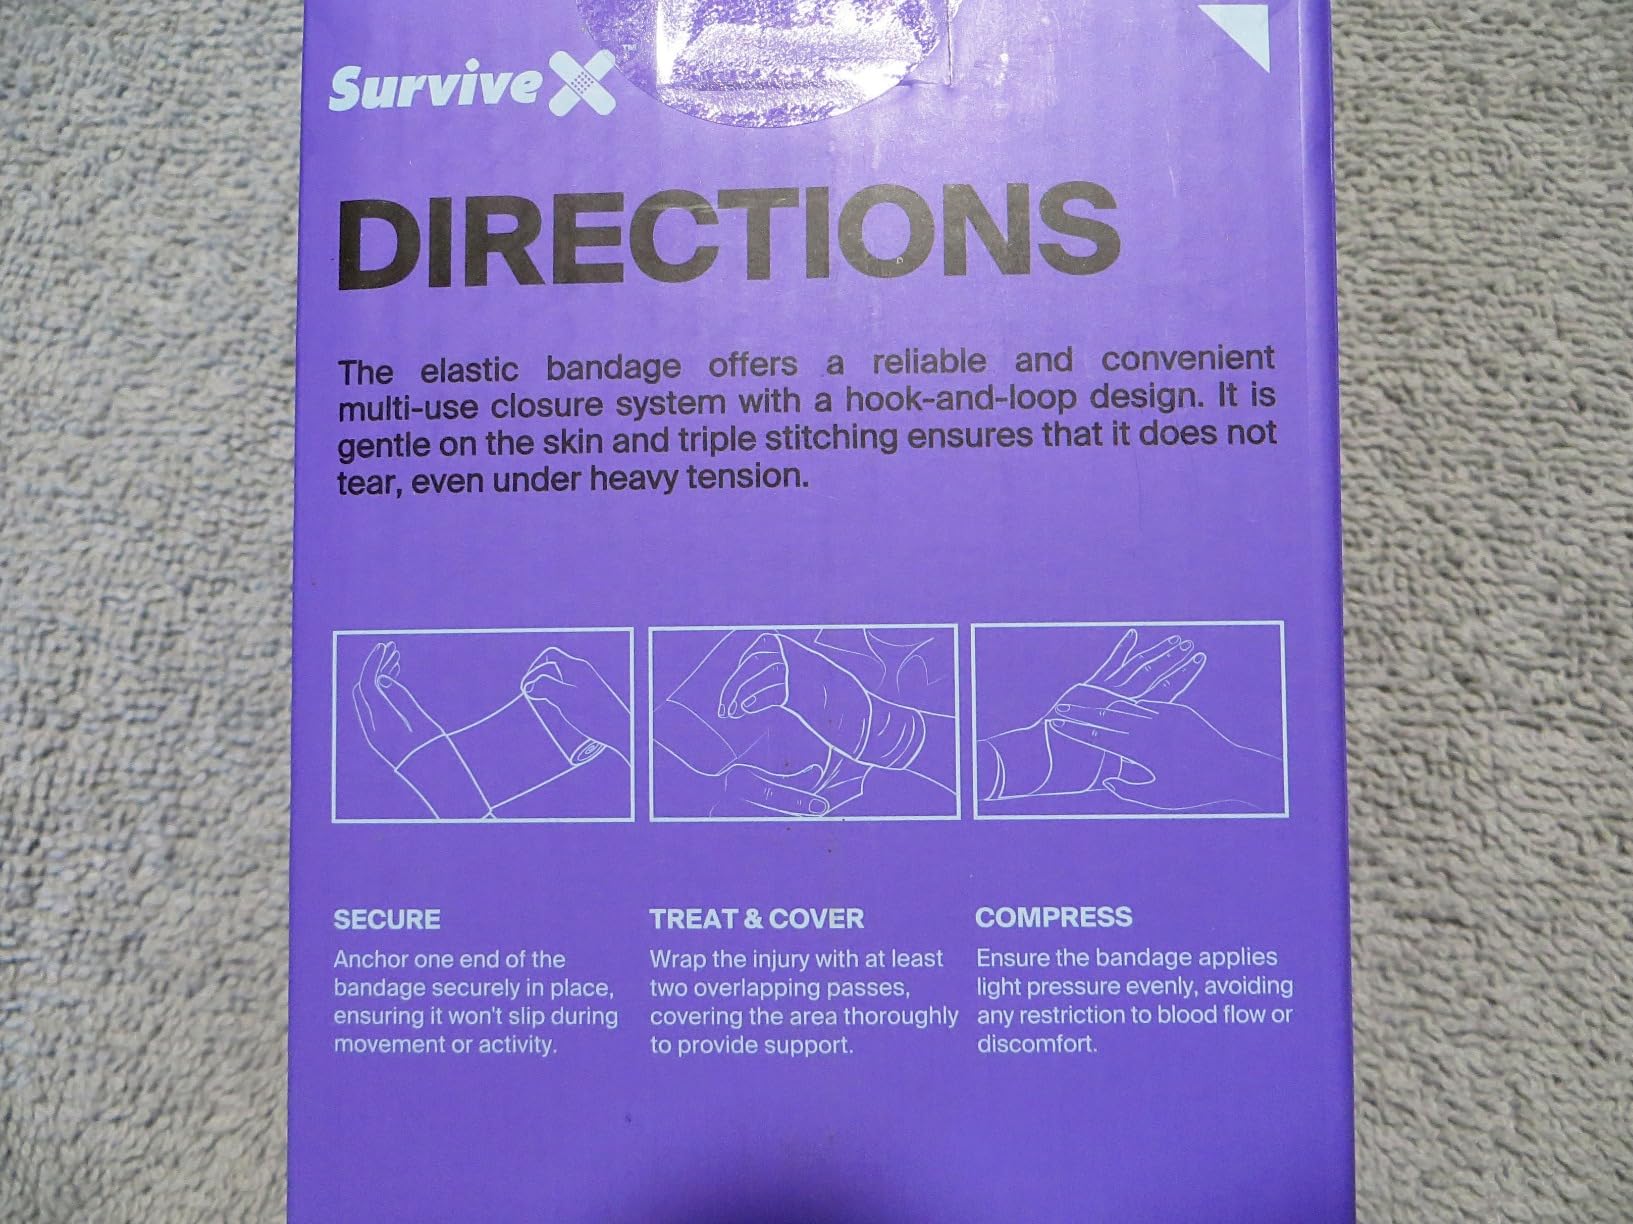 SurviveX
DIRECTIONS
The elastic bandage offers a reliable and convenient
multi-use closure system with a hook-and-loop design. It is
gentle on the skin and triple stitching ensures that it does not
tear, even under heavy tension.
SECURE
Anchor one end of the
bandage securely in place,
ensuring it won't slip during
movement or activity.
TREAT & COVER
Wrap the injury with at least
two overlapping passes,
covering the area thoroughly
to provide support.
COMPRESS
Ensure the bandage applies
light pressure evenly, avoiding
any restriction to blood flow or
discomfort.